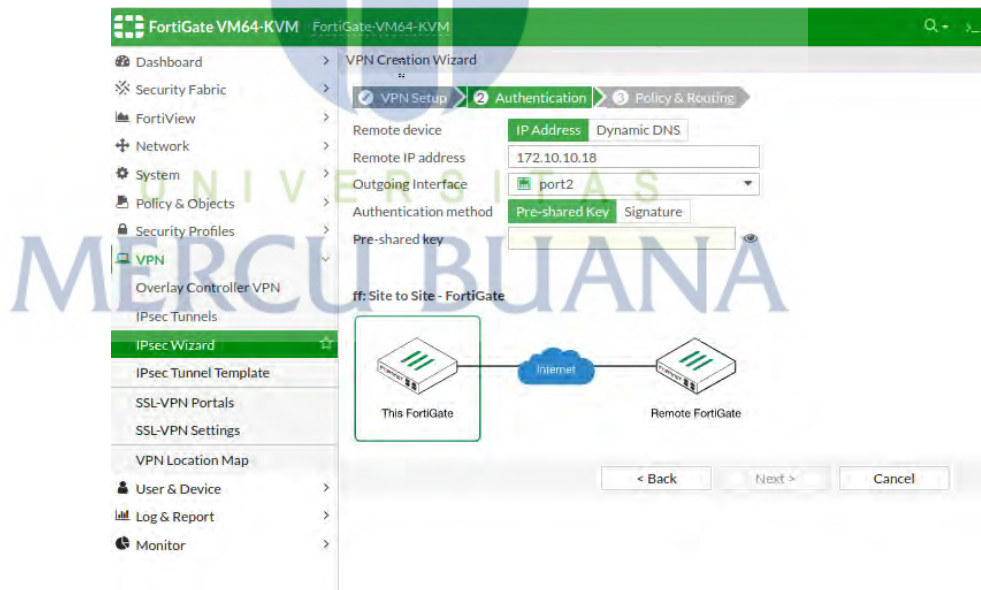 FortiGate VM64-KVM FortiGate-VM64-KVM
Dashboard
Security Fabric
FortiView
Network
System
Policy & Objects
Security Profiles
VPN
Overlay Controller VPN
IPsec Tunnels
IPsec Wizard
IPsec Tunnel Template
SSL-VPN Portals
SSL-VPN Settings
VPN Location Map
User & Device
Log & Report
Monitor
VPN Creation Wizard
VPN Setup 2 Authentication 3 Policy & Routing
Remote device IP Address Dynamic DNS
Remote IP address 172.10.10.18
Outgoing Interface port2
Authentication method Pre-shared Key Signature
Pre-shared key
ff: Site to Site - FortiGate
Internet
This FortiGate Remote FortiGate
< Back Next > Cancel
UNIVERSITAS
MERCU BUANA